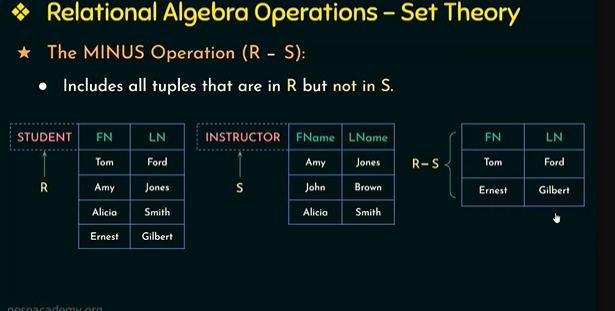 ❖ Relational Algebra Operations – Set Theory
★ The MINUS Operation (R – S):
● Includes all tuples that are in R but not in S.
STUDENT FN LN
Tom Ford
Amy Jones
Alicia Smith
Ernest Gilbert
R
INSTRUCTOR FName LName
Amy Jones
John Brown
Alicia Smith
S
R–S
FN LN
Tom Ford
Ernest Gilbert
nesoacademy.org